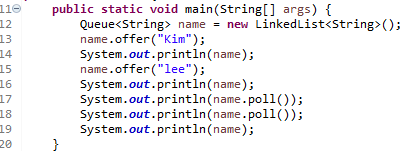 11 public static void main(String[] args) {
12 Queue<String> name = new LinkedList<String>();
13 name.offer("Kim");
14 System.out.println(name);
15 name.offer("lee");
16 System.out.println(name);
17 System.out.println(name.poll());
18 System.out.println(name.poll());
19 System.out.println(name);
20 }